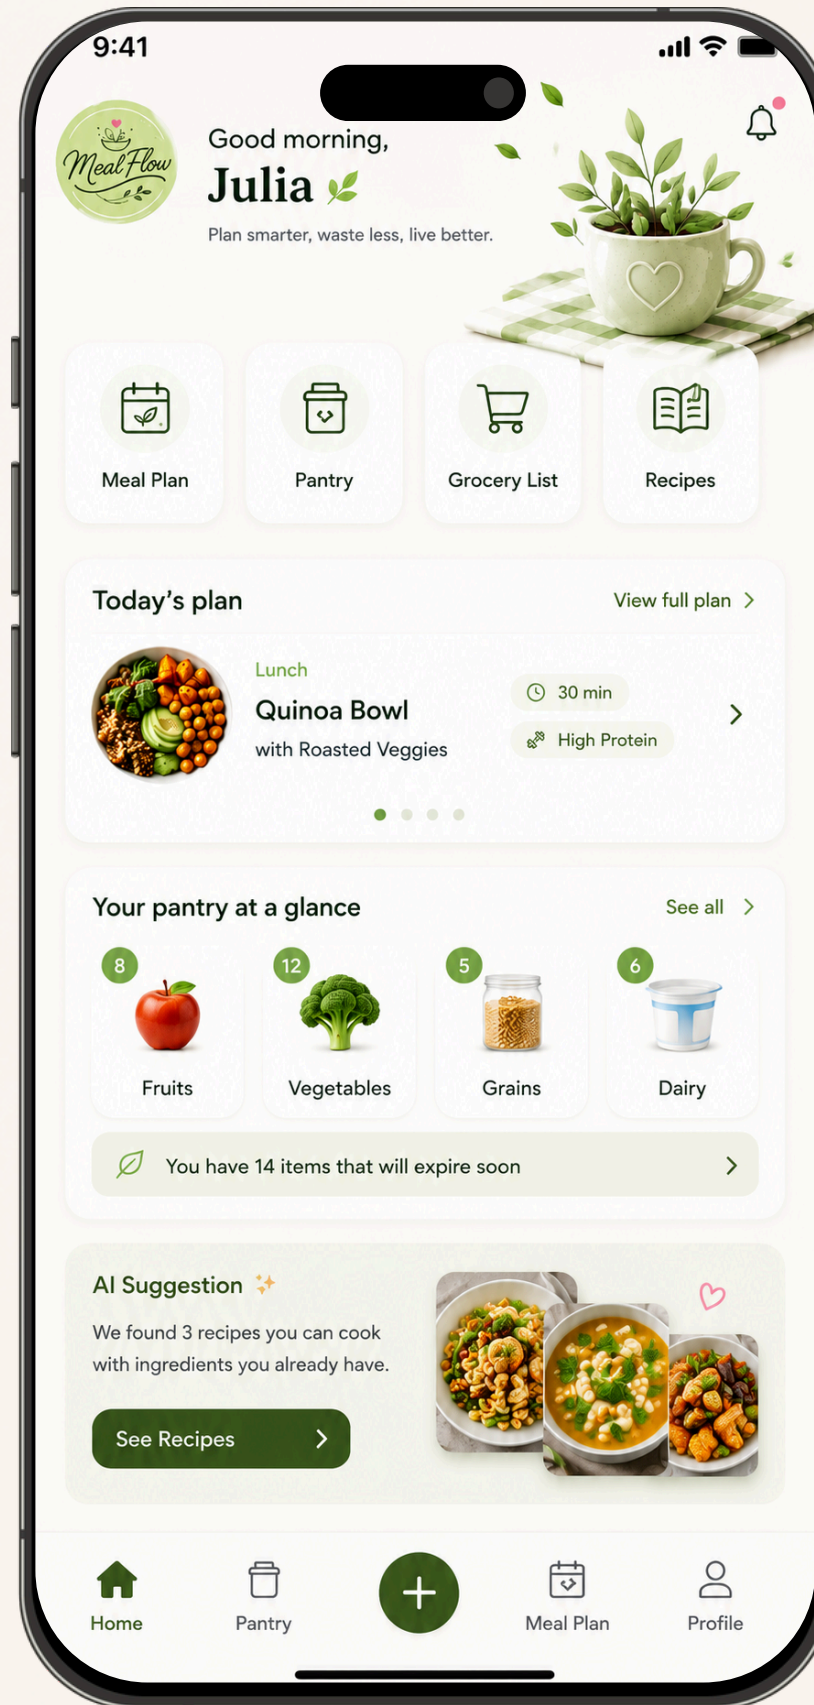 9:41
Meal Flow
Good morning,
Julia
Plan smarter, waste less, live better.
Meal Plan
Pantry
Grocery List
Recipes
Today's plan
View full plan
Lunch
Quinoa Bowl
with Roasted Veggies
30 min
High Protein
Your pantry at a glance
See all
8
12
5
6
Fruits
Vegetables
Grains
Dairy
You have 14 items that will expire soon
AI Suggestion
We found 3 recipes you can cook
with ingredients you already have.
See Recipes
Home
Pantry
Meal Plan
Profile